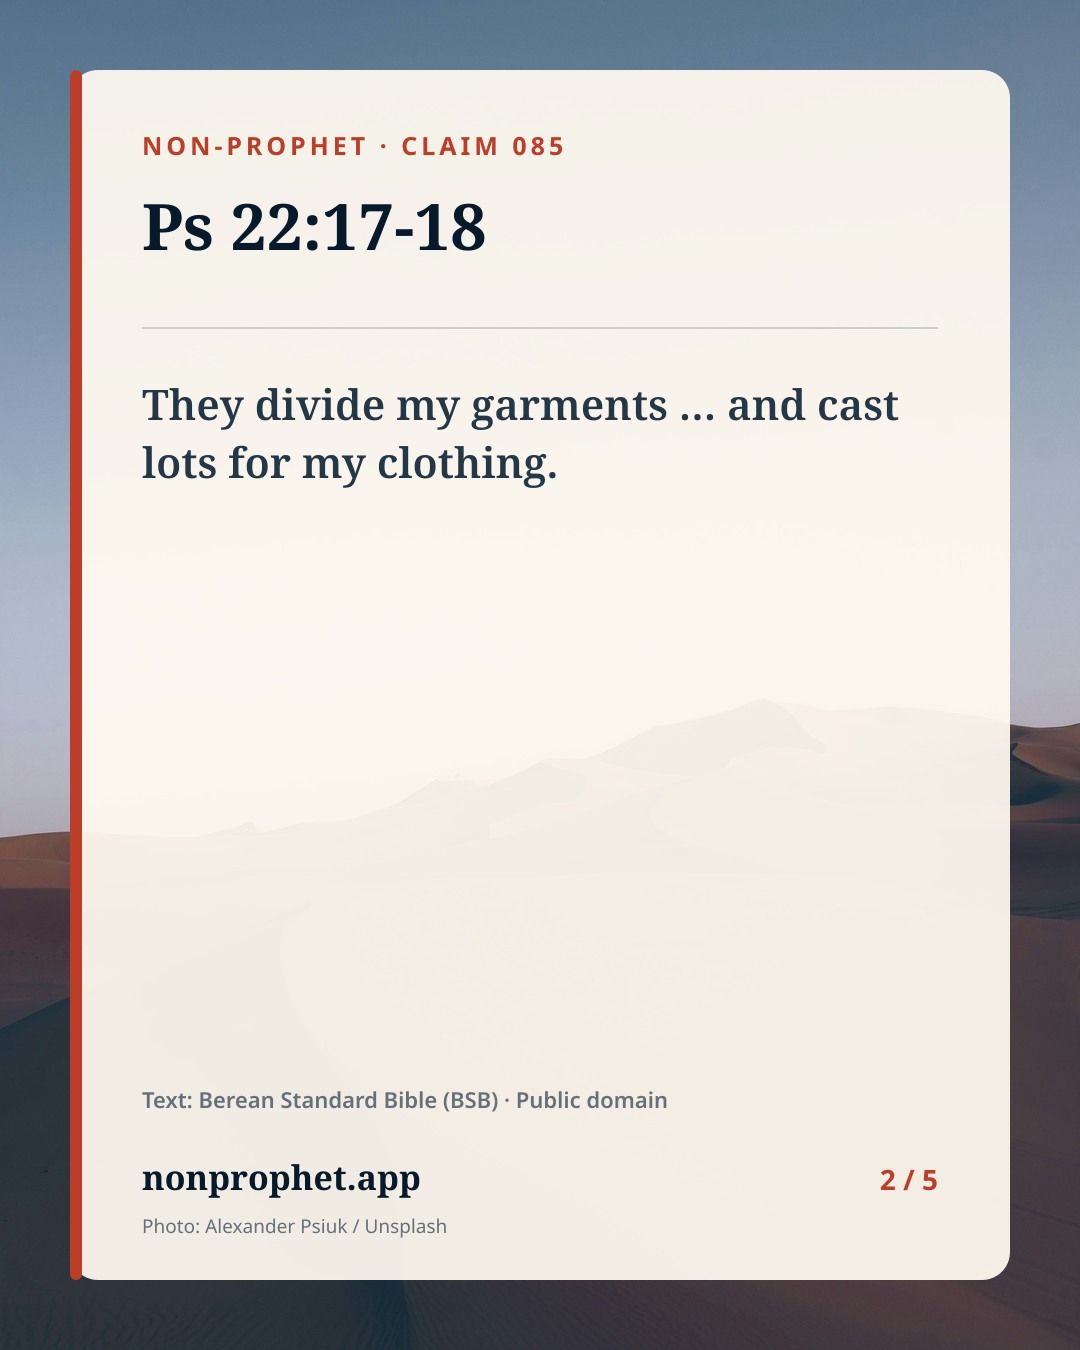 NON-PROPHET · CLAIM 085
Ps 22:17-18
They divide my garments ... and cast
lots for my clothing.
Text: Berean Standard Bible (BSB) · Public domain
nonprophet.app
2 / 5
Photo: Alexander Psiuk / Unsplash